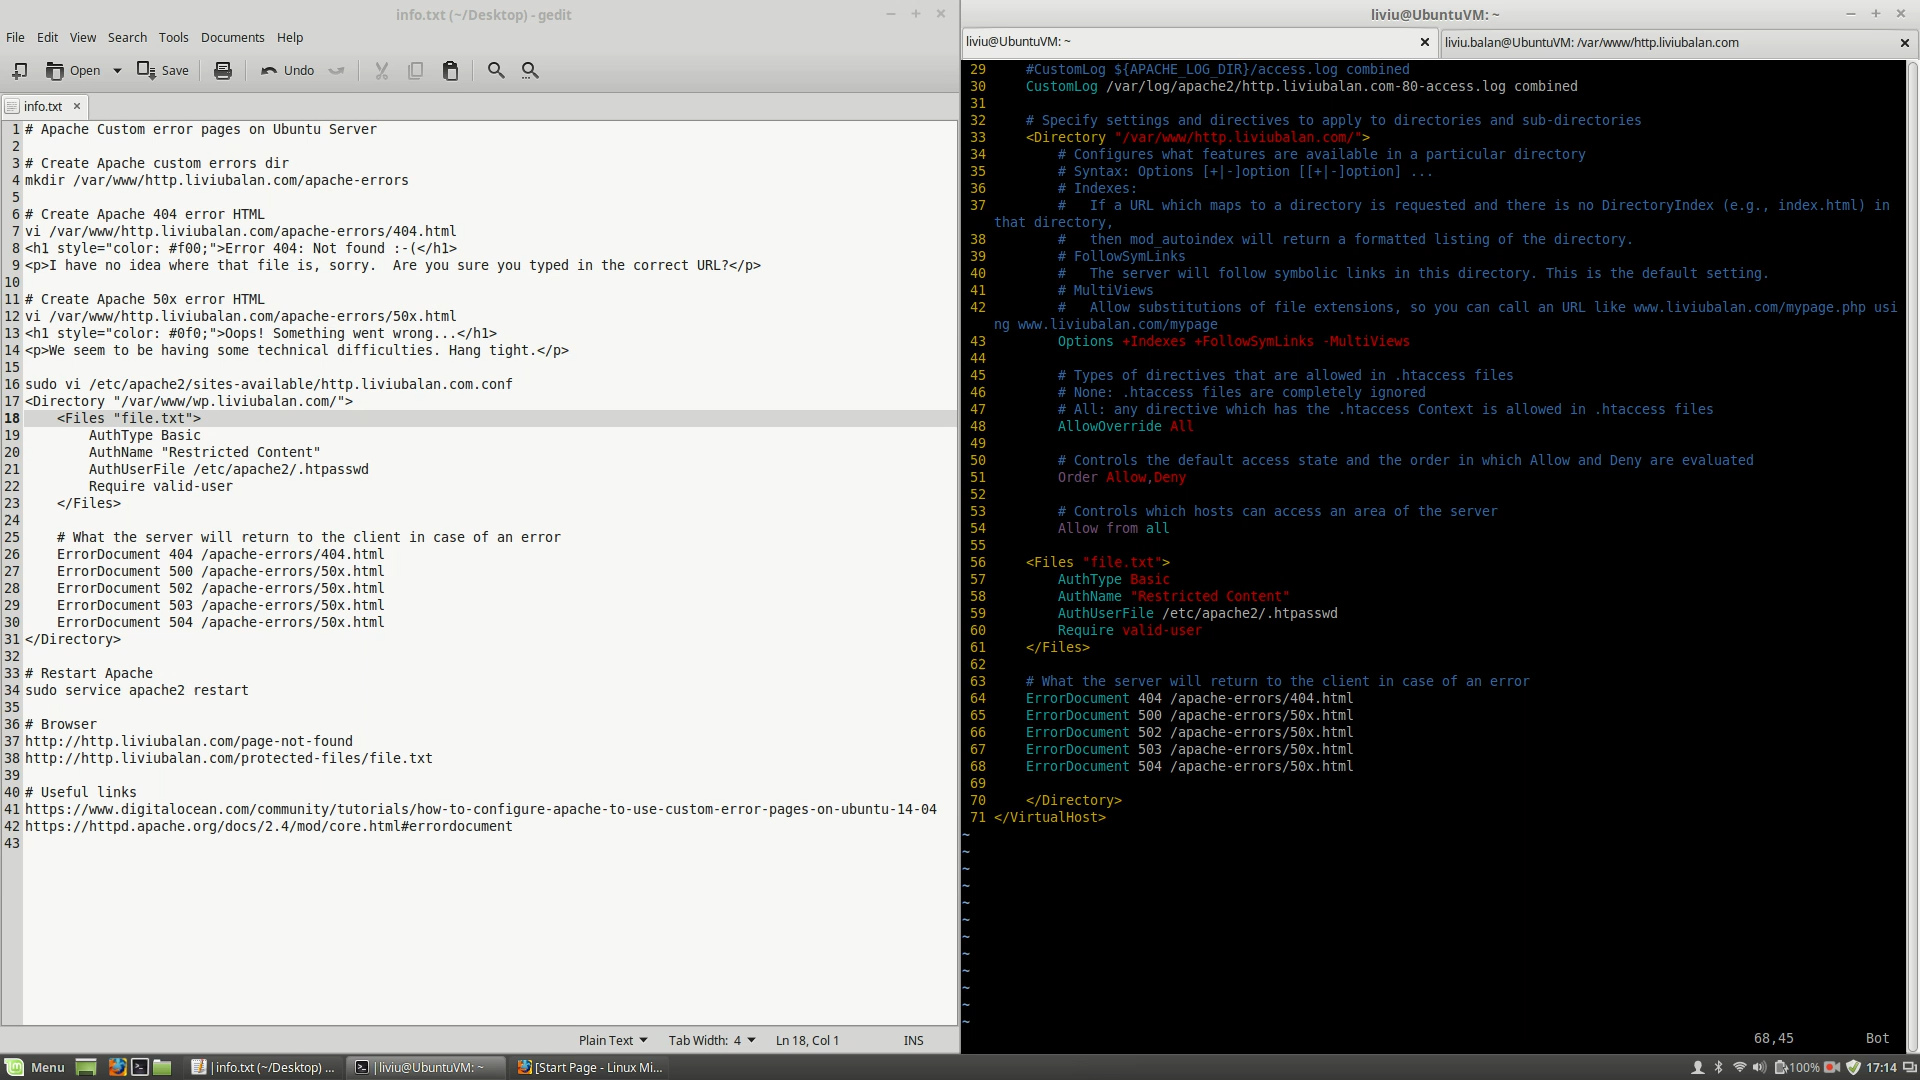 info.txt (~/Desktop) - gedit
File Edit View Search Tools Documents Help
Open Save Undo
info.txt
1 # Apache Custom error pages on Ubuntu Server
2
3 # Create Apache custom errors dir
4 mkdir /var/www/http.liviubalan.com/apache-errors
5
6 # Create Apache 404 error HTML
7 vi /var/www/http.liviubalan.com/apache-errors/404.html
8 <h1 style="color: #f00;">Error 404: Not found :-(</h1>
9 <p>I have no idea where that file is, sorry.  Are you sure you typed in the correct URL?</p>
10
11 # Create Apache 50x error HTML
12 vi /var/www/http.liviubalan.com/apache-errors/50x.html
13 <h1 style="color: #0f0;">Oops! Something went wrong...</h1>
14 <p>We seem to be having some technical difficulties. Hang tight.</p>
15
16 sudo vi /etc/apache2/sites-available/http.liviubalan.com.conf
17 <Directory "/var/www/wp.liviubalan.com/">
18     <Files "file.txt">
19         AuthType Basic
20         AuthName "Restricted Content"
21         AuthUserFile /etc/apache2/.htpasswd
22         Require valid-user
23     </Files>
24
25     # What the server will return to the client in case of an error
26     ErrorDocument 404 /apache-errors/404.html
27     ErrorDocument 500 /apache-errors/50x.html
28     ErrorDocument 502 /apache-errors/50x.html
29     ErrorDocument 503 /apache-errors/50x.html
30     ErrorDocument 504 /apache-errors/50x.html
31 </Directory>
32
33 # Restart Apache
34 sudo service apache2 restart
35
36 # Browser
37 http://http.liviubalan.com/page-not-found
38 http://http.liviubalan.com/protected-files/file.txt
39
40 # Useful links
41 https://www.digitalocean.com/community/tutorials/how-to-configure-apache-to-use-custom-error-pages-on-ubuntu-14-04
42 https://httpd.apache.org/docs/2.4/mod/core.html#errordocument
43
Plain Text Tab Width: 4 Ln 18, Col 1 INS
liviu@UbuntuVM: ~
liviu@UbuntuVM: ~ liviu.balan@UbuntuVM: /var/www/http.liviubalan.com
29     #CustomLog ${APACHE_LOG_DIR}/access.log combined
30     CustomLog /var/log/apache2/http.liviubalan.com-80-access.log combined
31
32     # Specify settings and directives to apply to directories and sub-directories
33     <Directory "/var/www/http.liviubalan.com/">
34         # Configures what features are available in a particular directory
35         # Syntax: Options [+|-]option [[+|-]option] ...
36         # Indexes:
37         #   If a URL which maps to a directory is requested and there is no DirectoryIndex (e.g., index.html) in
that directory,
38         #   then mod_autoindex will return a formatted listing of the directory.
39         # FollowSymLinks
40         #   The server will follow symbolic links in this directory. This is the default setting.
41         # MultiViews
42         #   Allow substitutions of file extensions, so you can call an URL like www.liviubalan.com/mypage.php usi
ng www.liviubalan.com/mypage
43         Options +Indexes +FollowSymLinks -MultiViews
44
45         # Types of directives that are allowed in .htaccess files
46         # None: .htaccess files are completely ignored
47         # All: any directive which has the .htaccess Context is allowed in .htaccess files
48         AllowOverride All
49
50         # Controls the default access state and the order in which Allow and Deny are evaluated
51         Order Allow,Deny
52
53         # Controls which hosts can access an area of the server
54         Allow from all
55
56     <Files "file.txt">
57         AuthType Basic
58         AuthName "Restricted Content"
59         AuthUserFile /etc/apache2/.htpasswd
60         Require valid-user
61     </Files>
62
63     # What the server will return to the client in case of an error
64     ErrorDocument 404 /apache-errors/404.html
65     ErrorDocument 500 /apache-errors/50x.html
66     ErrorDocument 502 /apache-errors/50x.html
67     ErrorDocument 503 /apache-errors/50x.html
68     ErrorDocument 504 /apache-errors/50x.html
69
70     </Directory>
71 </VirtualHost>
~
~
~
~
~
~
~
~
~
~
~
~
68,45 Bot
Menu info.txt (~/Desktop) ... liviu@UbuntuVM: ~ [Start Page - Linux Mi... 100% 17:14